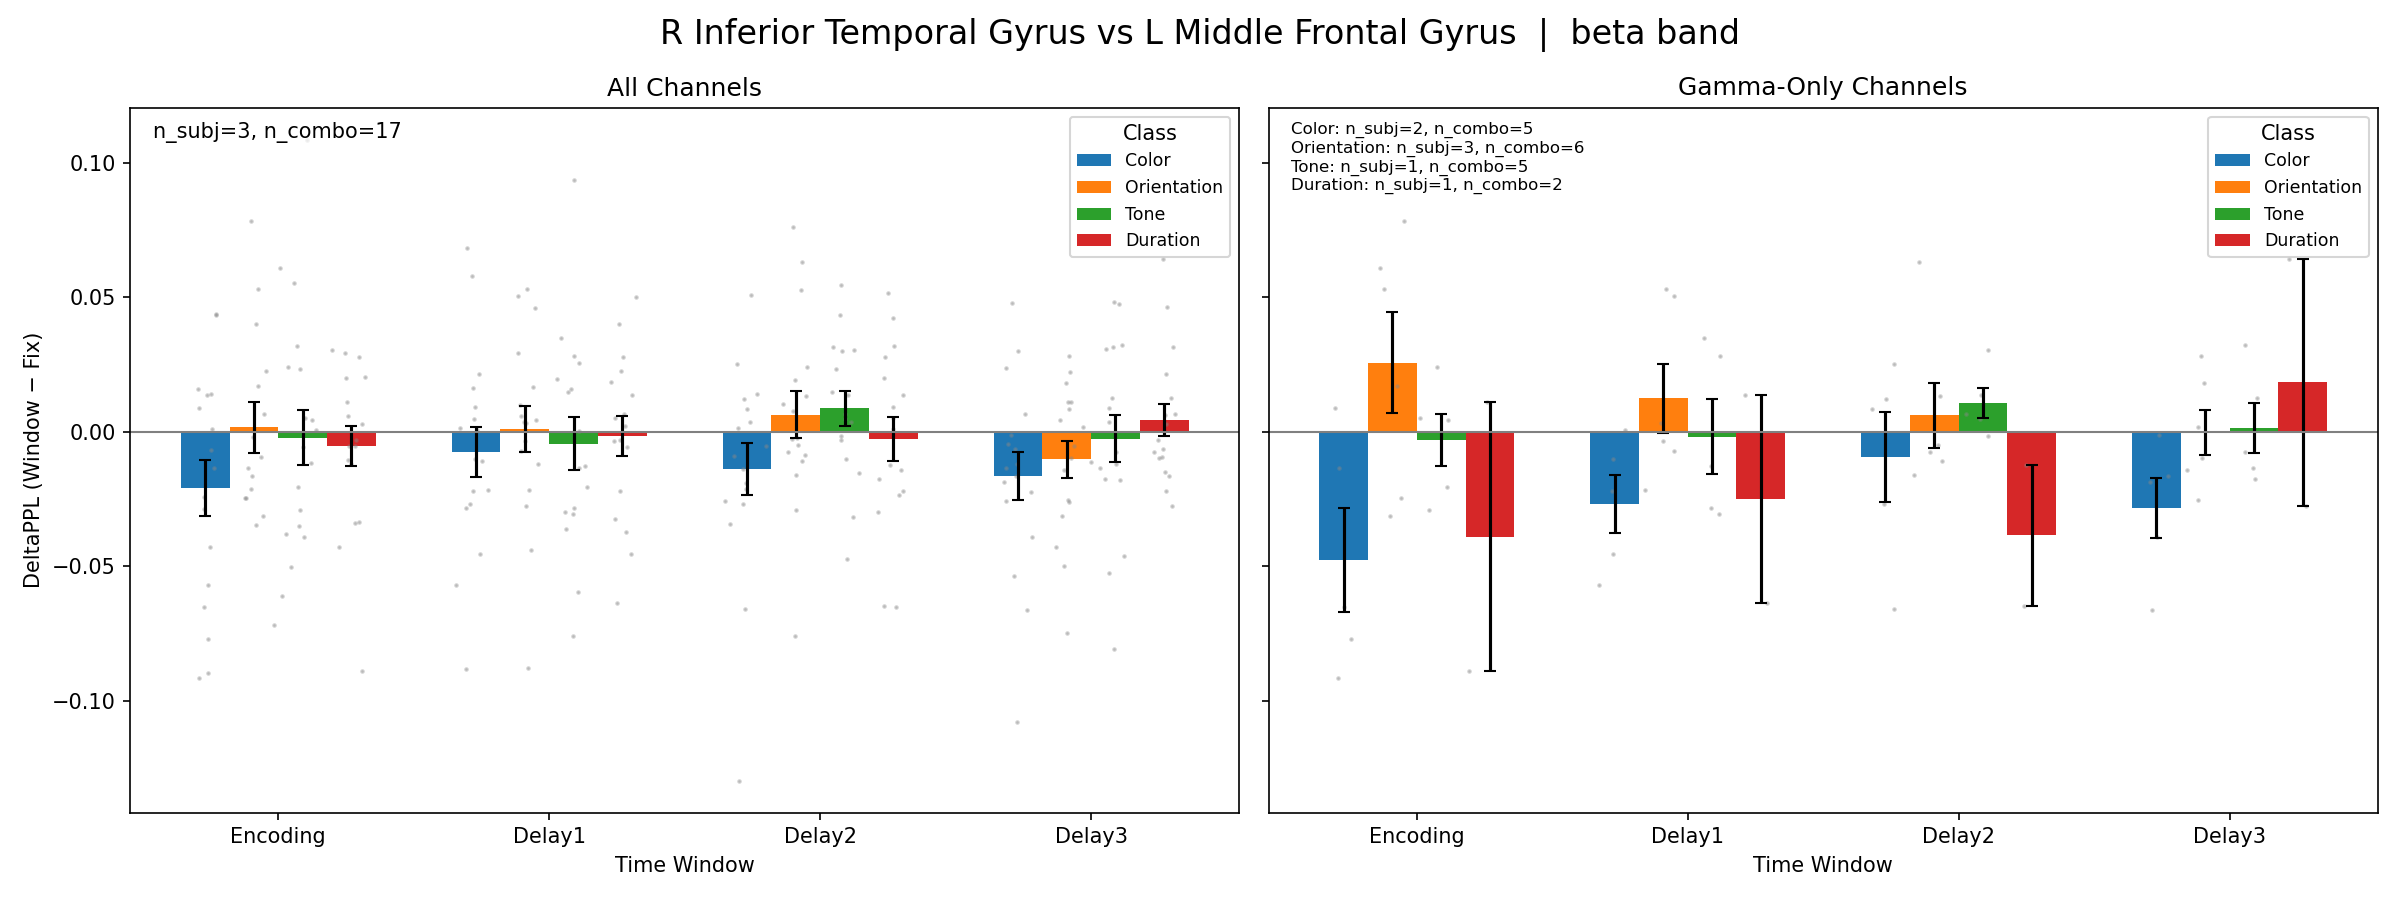 R Inferior Temporal Gyrus vs L Middle Frontal Gyrus | beta band
All Channels
n_subj=3, n_combo=17
Class
Color
Orientation
Tone
Duration
0.10
0.05
0.00
−0.05
−0.10
DeltaPPL (Window − Fix)
Encoding
Delay1
Delay2
Delay3
Time Window
Gamma-Only Channels
Color: n_subj=2, n_combo=5
Orientation: n_subj=3, n_combo=6
Tone: n_subj=1, n_combo=5
Duration: n_subj=1, n_combo=2
Class
Color
Orientation
Tone
Duration
Encoding
Delay1
Delay2
Delay3
Time Window